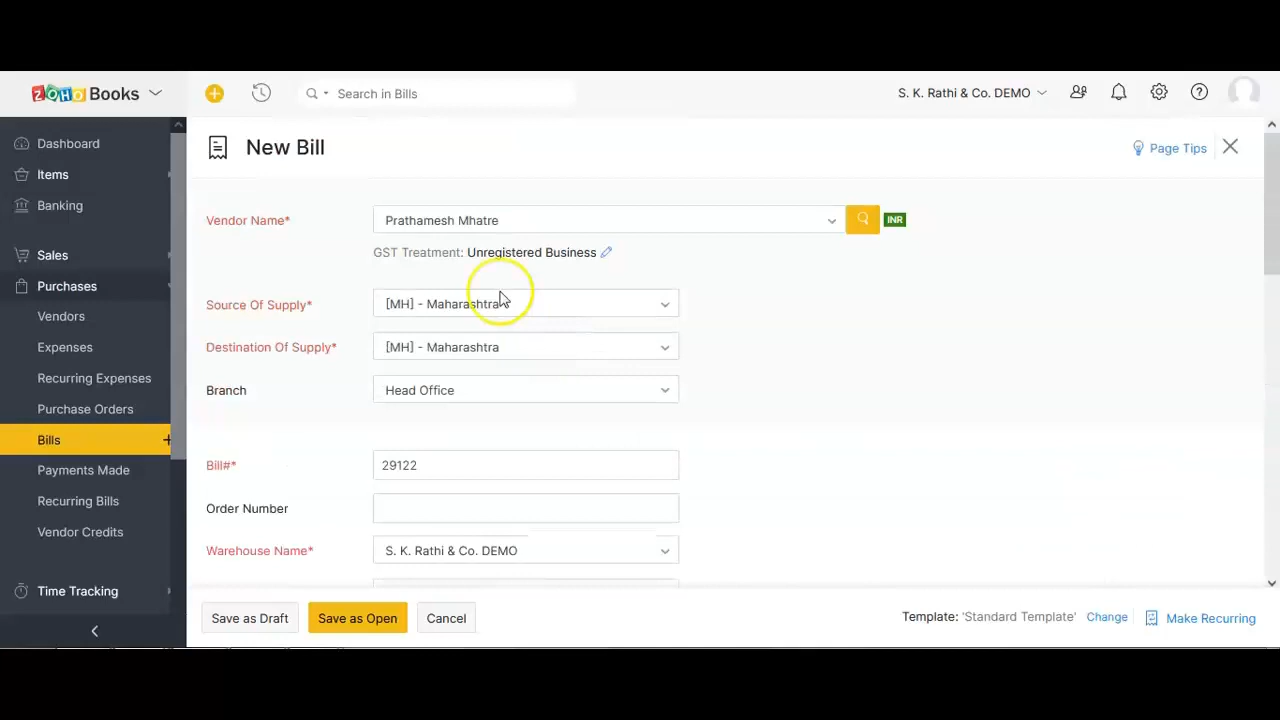 ZOHO Books
Search in Bills
S. K. Rathi & Co. DEMO
Dashboard
Items
Banking
Sales
Purchases
Vendors
Expenses
Recurring Expenses
Purchase Orders
Bills
Payments Made
Recurring Bills
Vendor Credits
Time Tracking
New Bill
Page Tips
Vendor Name*
Prathamesh Mhatre
INR
GST Treatment: Unregistered Business
Source Of Supply*
[MH] - Maharashtra
Destination Of Supply*
[MH] - Maharashtra
Branch
Head Office
Bill#*
29122
Order Number
Warehouse Name*
S. K. Rathi & Co. DEMO
Save as Draft
Save as Open
Cancel
Template: 'Standard Template' Change
Make Recurring